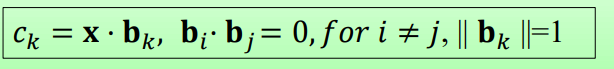 c_k = x · b_k, b_i · b_j = 0, for i ≠ j, ‖ b_k ‖=1